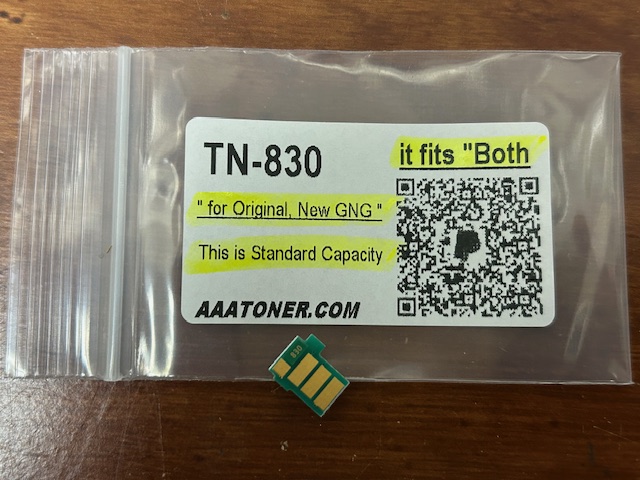 TN-830
it fits "Both
" for Original, New GNG "
This is Standard Capacity
AAATONER.COM
830